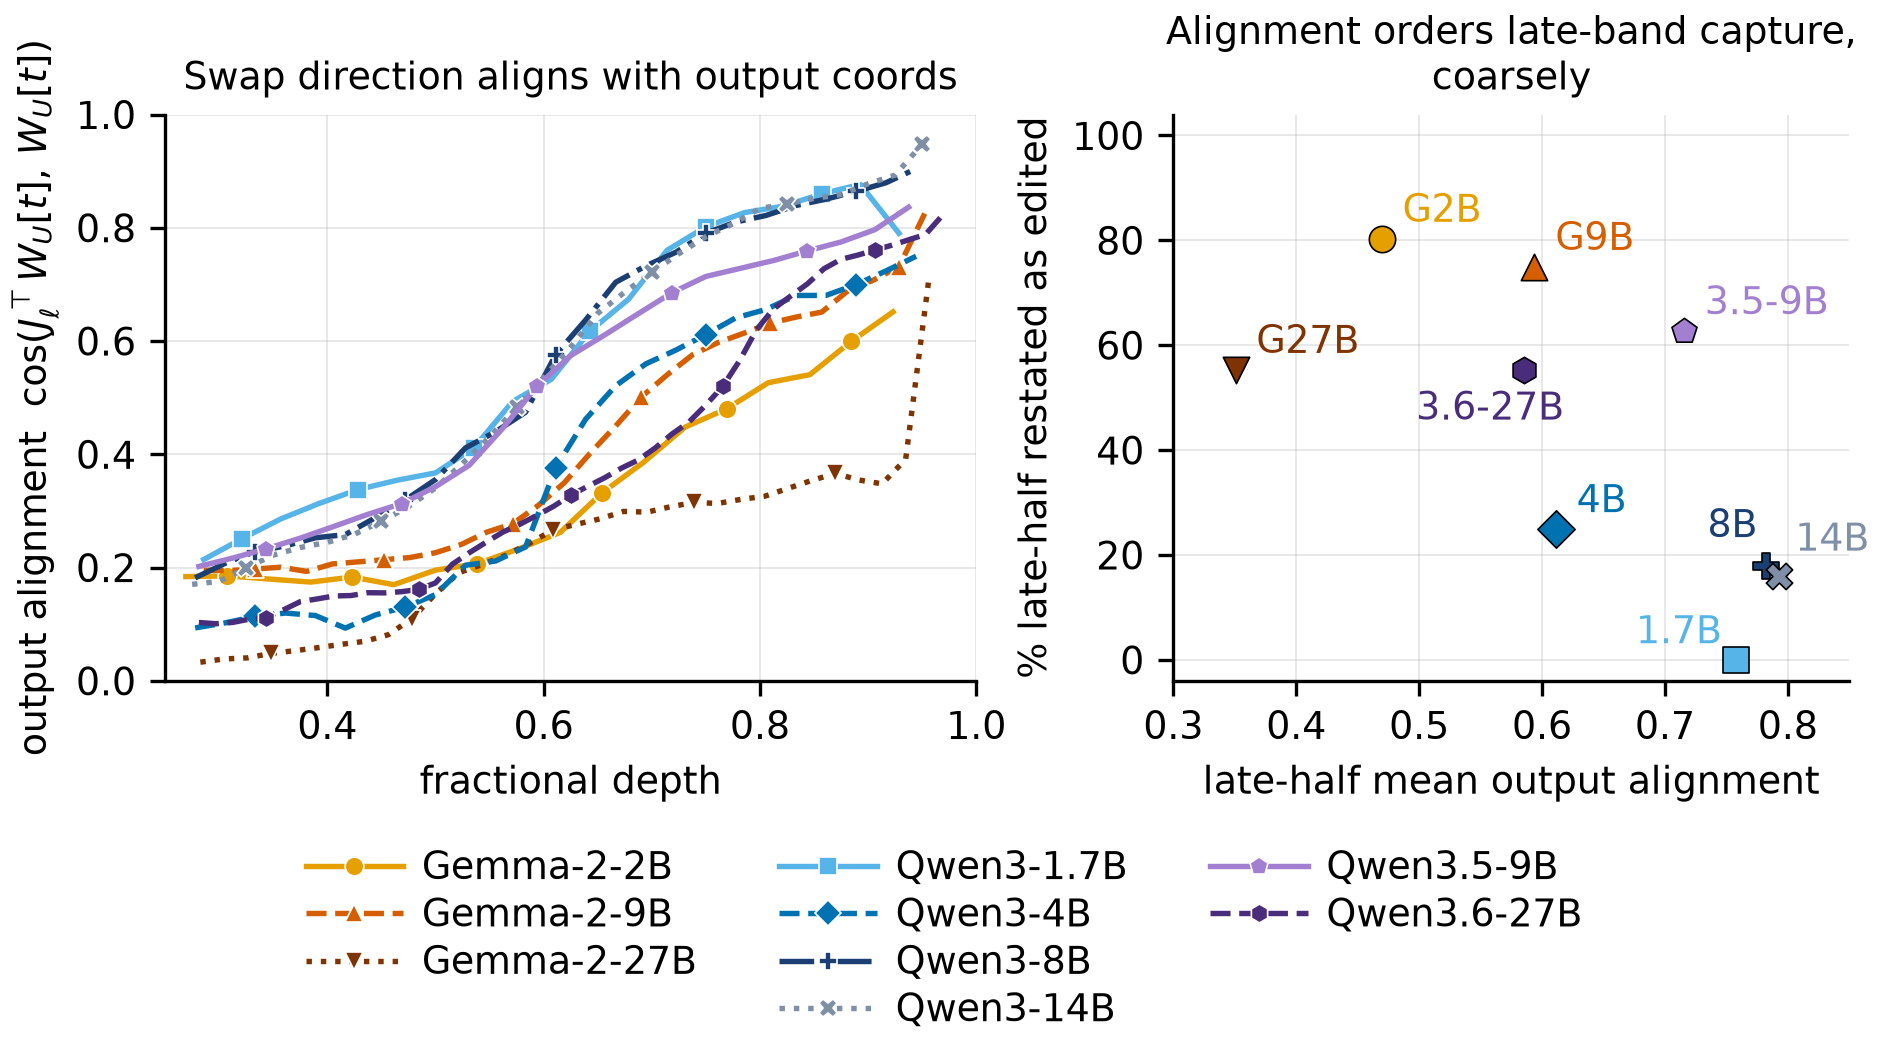 Swap direction aligns with output coords
output alignment cos(J_ℓ^⊤ W_U[t], W_U[t])
1.0
0.8
0.6
0.4
0.2
0.0
0.4 0.6 0.8 1.0
fractional depth
Alignment orders late-band capture,
coarsely
% late-half restated as edited
100
80
60
40
20
0
G2B
G9B
3.5-9B
G27B
3.6-27B
4B
8B
14B
1.7B
0.3 0.4 0.5 0.6 0.7 0.8
late-half mean output alignment
Gemma-2-2B
Gemma-2-9B
Gemma-2-27B
Qwen3-1.7B
Qwen3-4B
Qwen3-8B
Qwen3-14B
Qwen3.5-9B
Qwen3.6-27B